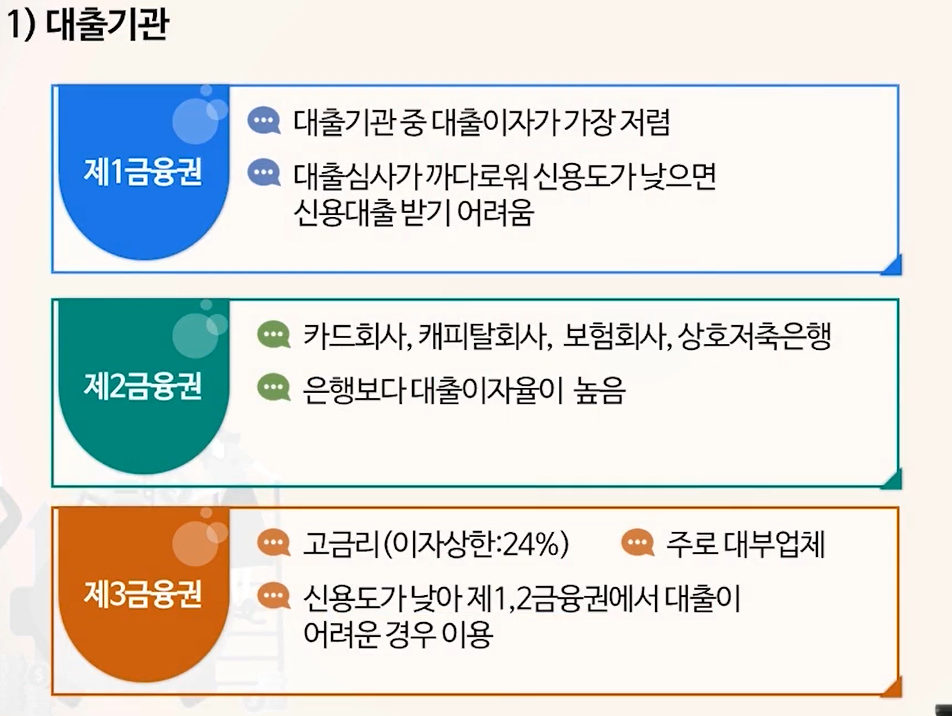 1) 대출기관
제1금융권
대출기관 중 대출이자가 가장 저렴
대출심사가 까다로워 신용도가 낮으면
신용대출 받기 어려움
제2금융권
카드회사, 캐피탈회사, 보험회사, 상호저축은행
은행보다 대출이자율이 높음
제3금융권
고금리(이자상한:24%) 주로 대부업체
신용도가 낮아 제1,2금융권에서 대출이
어려운 경우 이용